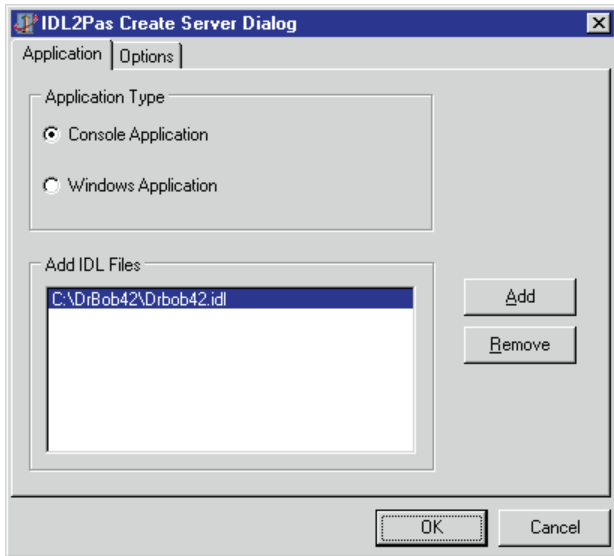 IDL2Pas Create Server Dialog
Application Options
Application Type
Console Application
Windows Application
Add IDL Files
C:\DrBob42\Drbob42.idl
Add
Remove
OK Cancel